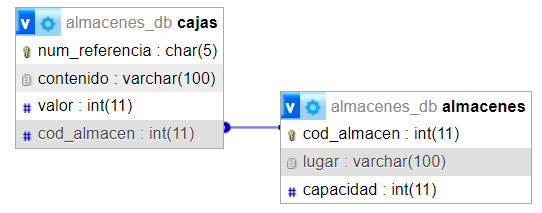 v almacenes_db cajas
num_referencia : char(5)
contenido : varchar(100)
# valor : int(11)
# cod_almacen : int(11)
v almacenes_db almacenes
cod_almacen : int(11)
lugar : varchar(100)
# capacidad : int(11)